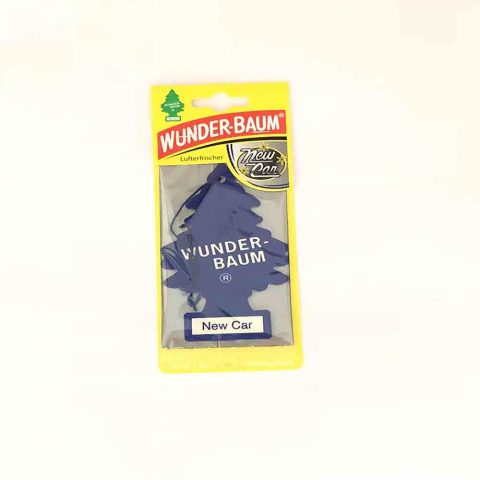 WUNDER-BAUM®
Lufterfrischer
New
Car
WUNDER-
BAUM
®
New Car